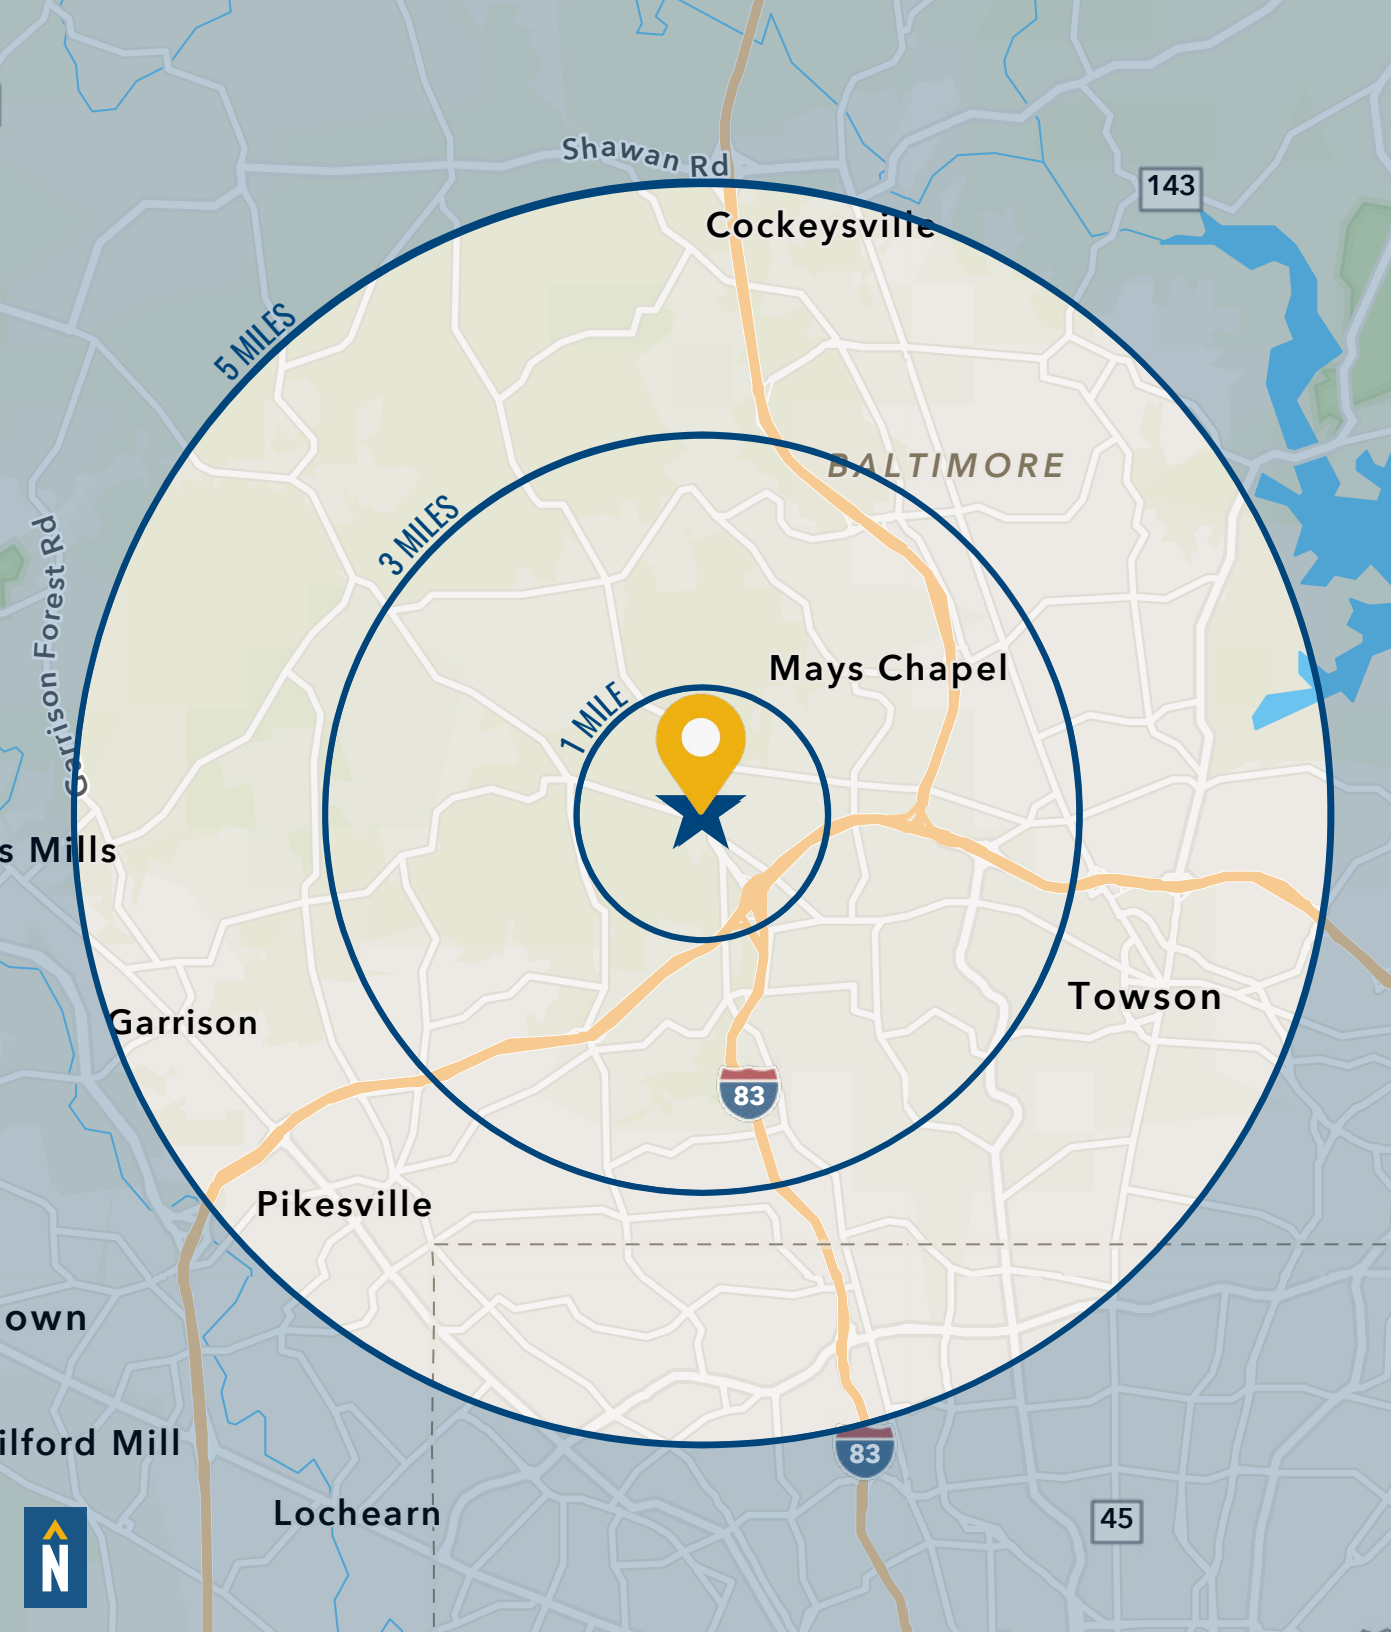 Shawan Rd
143
Cockeysville
5 MILES
BALTIMORE
3 MILES
Garrison Forest Rd
Mays Chapel
1 MILE
s Mills
Towson
Garrison
83
Pikesville
own
ilford Mill
83
Lochearn
45
N